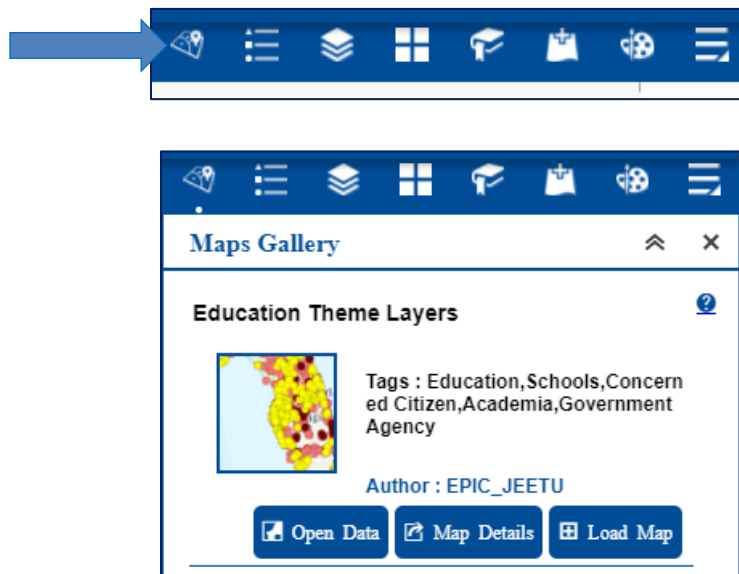 Maps Gallery
Education Theme Layers
Tags : Education,Schools,Concern
ed Citizen,Academia,Government
Agency
Author : EPIC_JEETU
Open Data Map Details Load Map